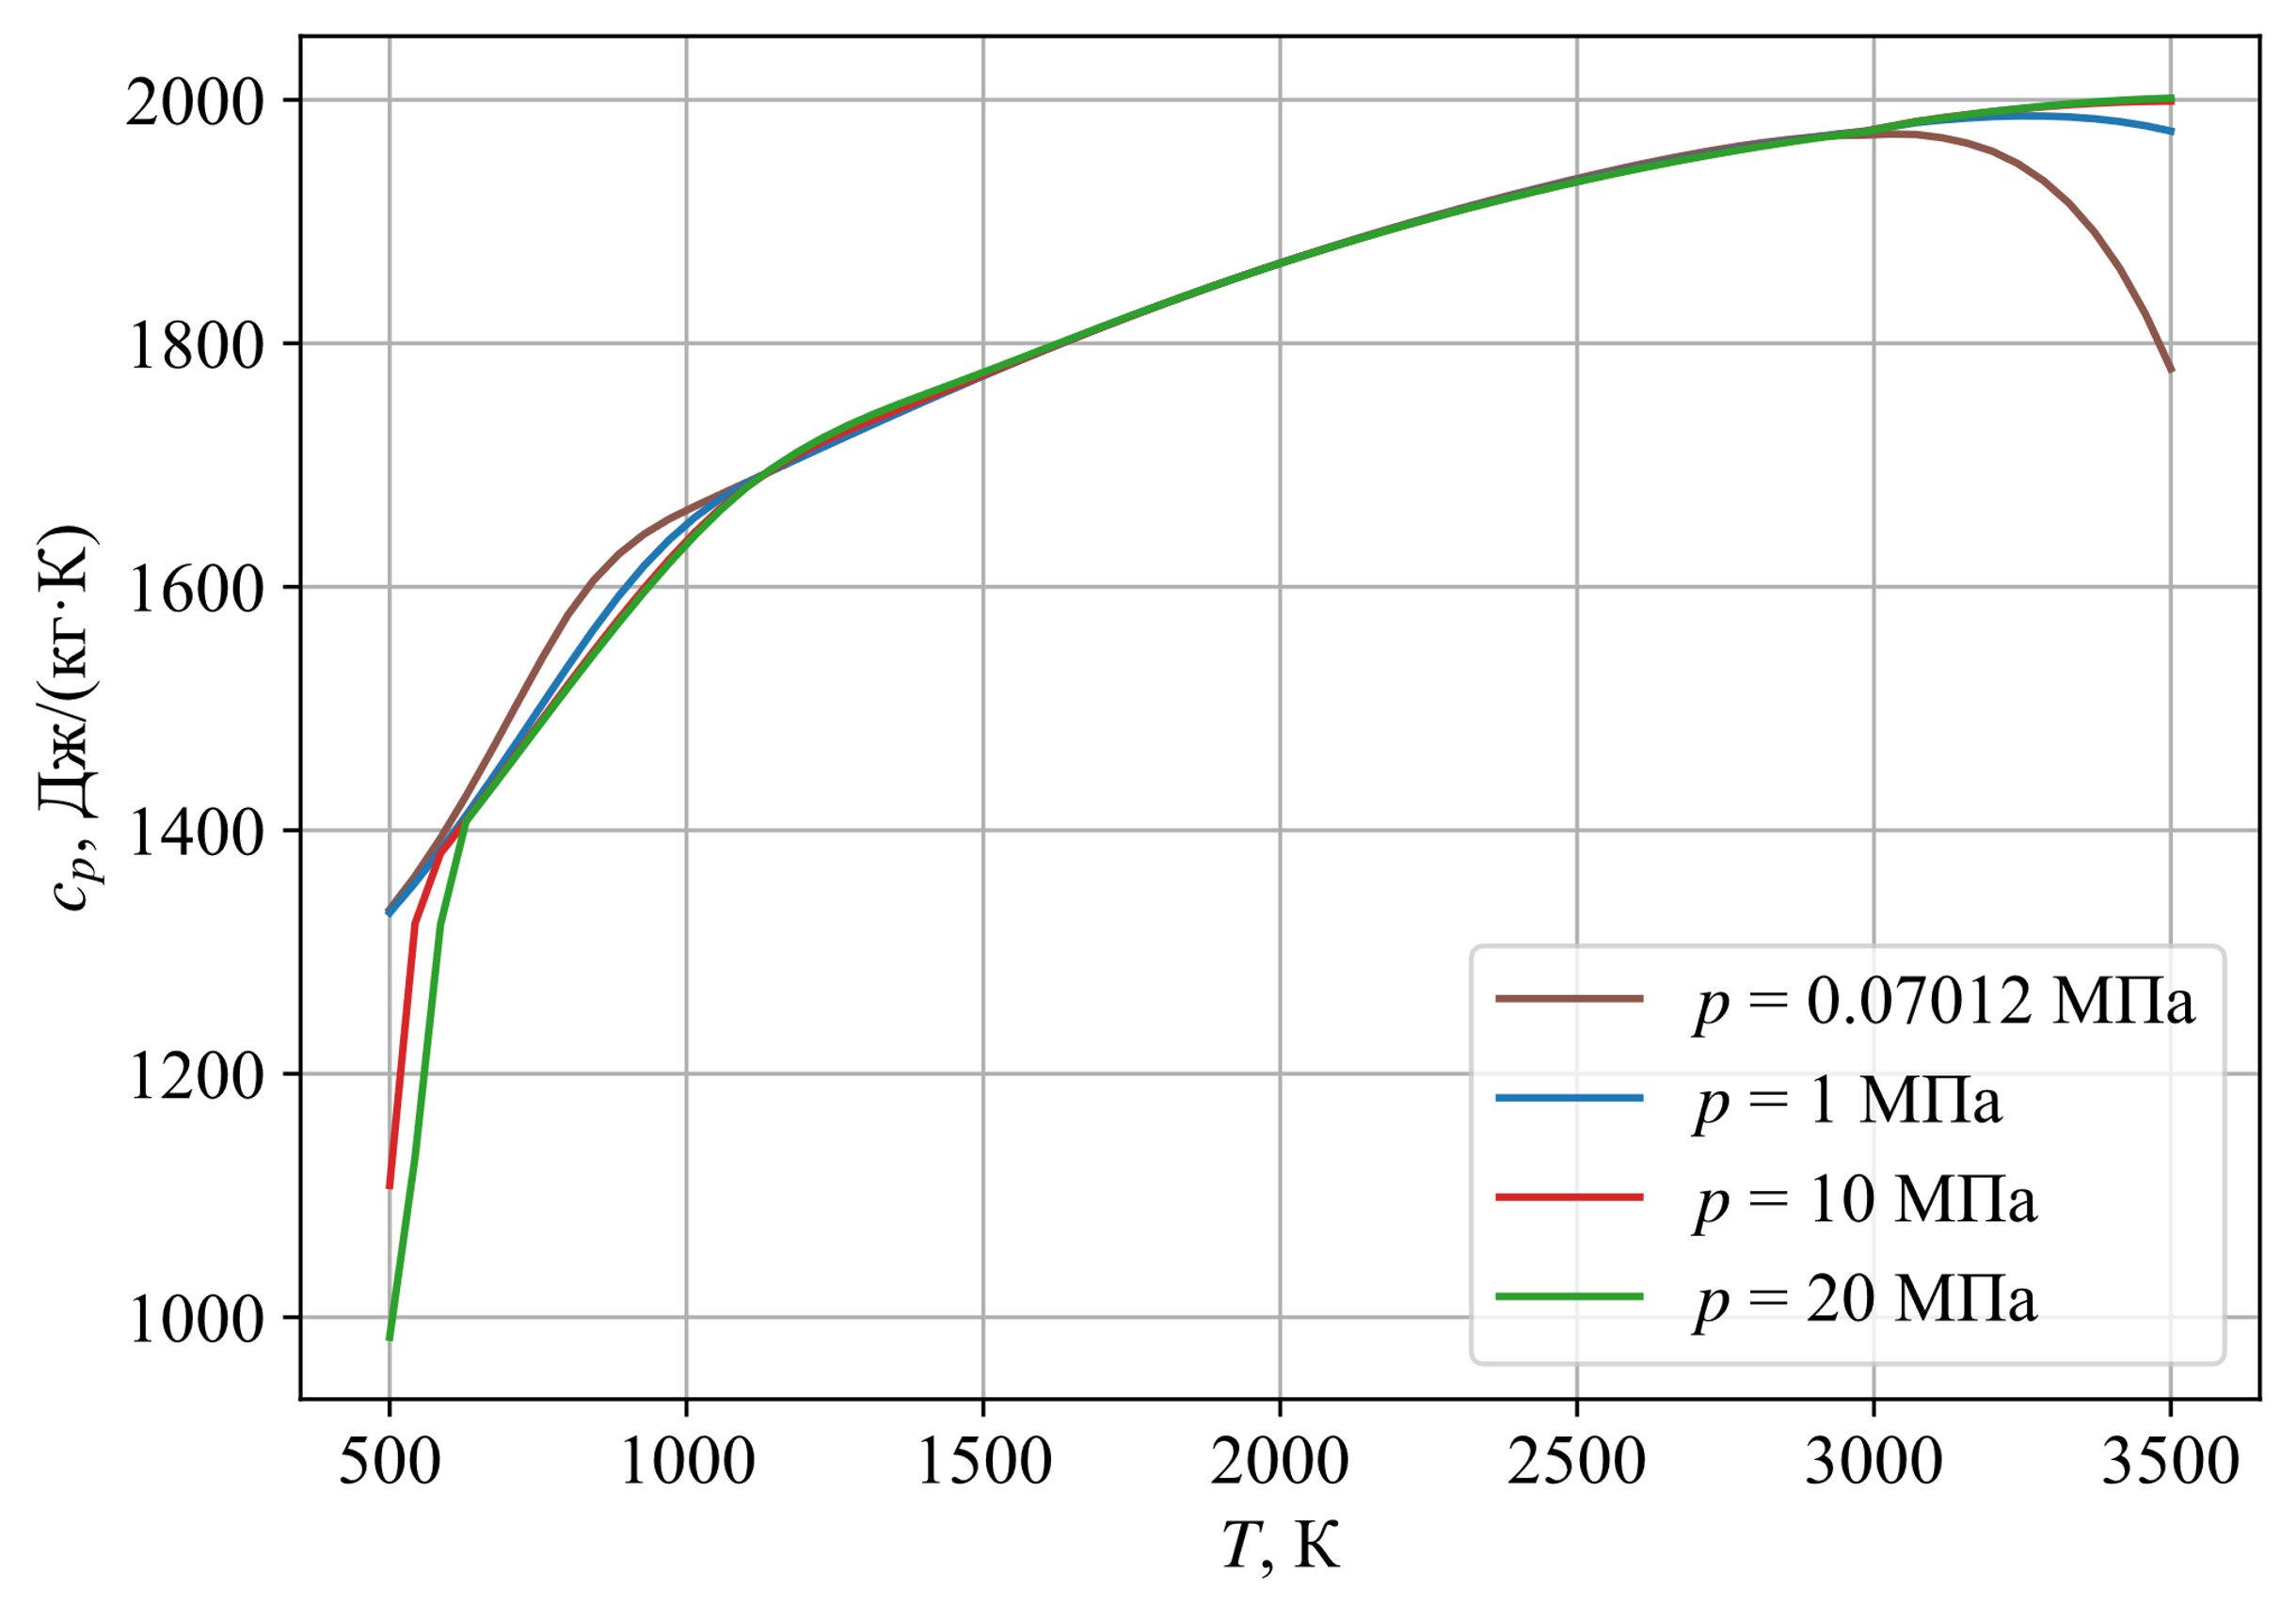 2000
1800
1600
1400
1200
1000
c_p, Дж/(кг·К)
p = 0.07012 МПа
p = 1 МПа
p = 10 МПа
p = 20 МПа
500 1000 1500 2000 2500 3000 3500
T, К